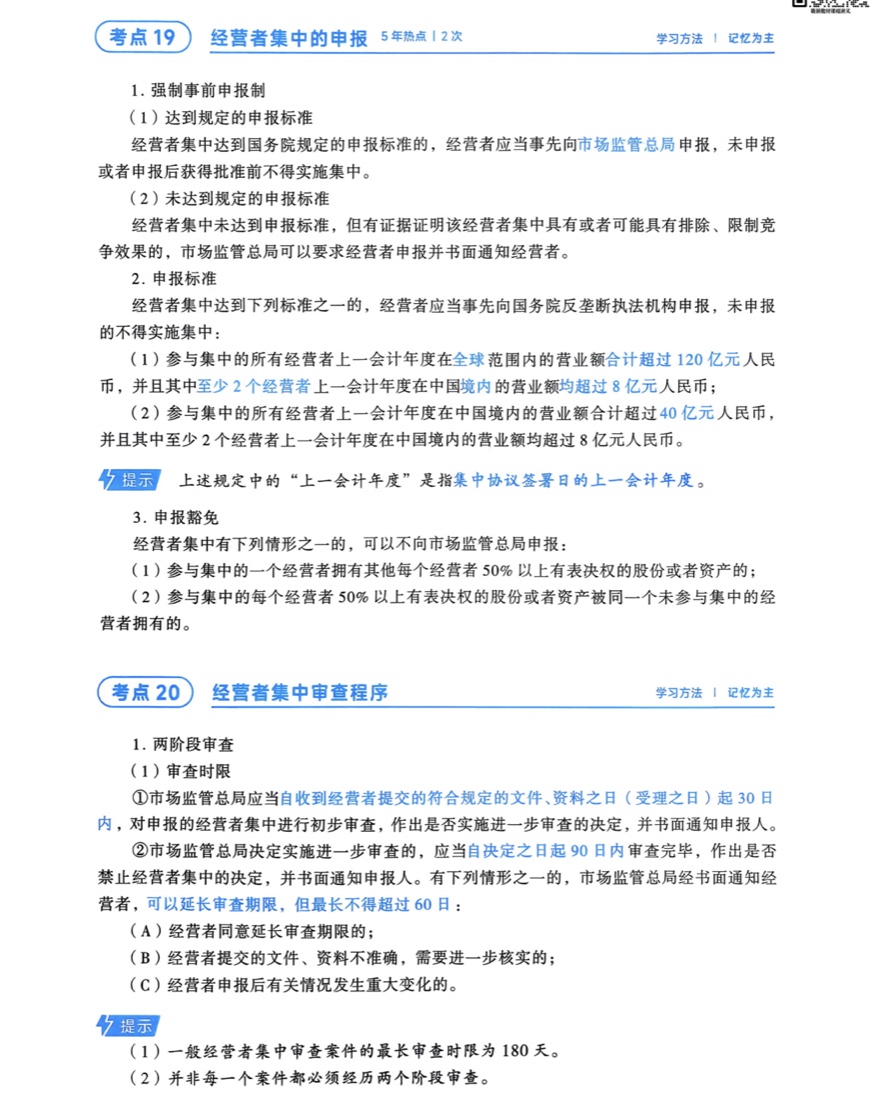 考点 19 经营者集中的申报 5 年热点 | 2 次 学习方法 | 记忆为主
1. 强制事前申报制
（1）达到规定的申报标准
经营者集中达到国务院规定的申报标准的，经营者应当事先向市场监管总局申报，未申报
或者申报后获得批准前不得实施集中。
（2）未达到规定的申报标准
经营者集中未达到申报标准，但有证据证明该经营者集中具有或者可能具有排除、限制竞
争效果的，市场监管总局可以要求经营者申报并书面通知经营者。
2. 申报标准
经营者集中达到下列标准之一的，经营者应当事先向国务院反垄断执法机构申报，未申报
的不得实施集中：
（1）参与集中的所有经营者上一会计年度在全球范围内的营业额合计超过 120 亿元人民
币，并且其中至少 2 个经营者上一会计年度在中国境内的营业额均超过 8 亿元人民币；
（2）参与集中的所有经营者上一会计年度在中国境内的营业额合计超过 40 亿元人民币，
并且其中至少 2 个经营者上一会计年度在中国境内的营业额均超过 8 亿元人民币。
提示 上述规定中的“上一会计年度”是指集中协议签署日的上一会计年度。
3. 申报豁免
经营者集中有下列情形之一的，可以不向市场监管总局申报：
（1）参与集中的一个经营者拥有其他每个经营者 50% 以上有表决权的股份或者资产的；
（2）参与集中的每个经营者 50% 以上有表决权的股份或者资产被同一个未参与集中的经
营者拥有的。
考点 20 经营者集中审查程序 学习方法 | 记忆为主
1. 两阶段审查
（1）审查时限
①市场监管总局应当自收到经营者提交的符合规定的文件、资料之日（受理之日）起 30 日
内，对申报的经营者集中进行初步审查，作出是否实施进一步审查的决定，并书面通知申报人。
②市场监管总局决定实施进一步审查的，应当自决定之日起 90 日内审查完毕，作出是否
禁止经营者集中的决定，并书面通知申报人。有下列情形之一的，市场监管总局经书面通知经
营者，可以延长审查期限，但最长不得超过 60 日：
（A）经营者同意延长审查期限的；
（B）经营者提交的文件、资料不准确，需要进一步核实的；
（C）经营者申报后有关情况发生重大变化的。
提示
（1）一般经营者集中审查案件的最长审查时限为 180 天。
（2）并非每一个案件都必须经历两个阶段审查。